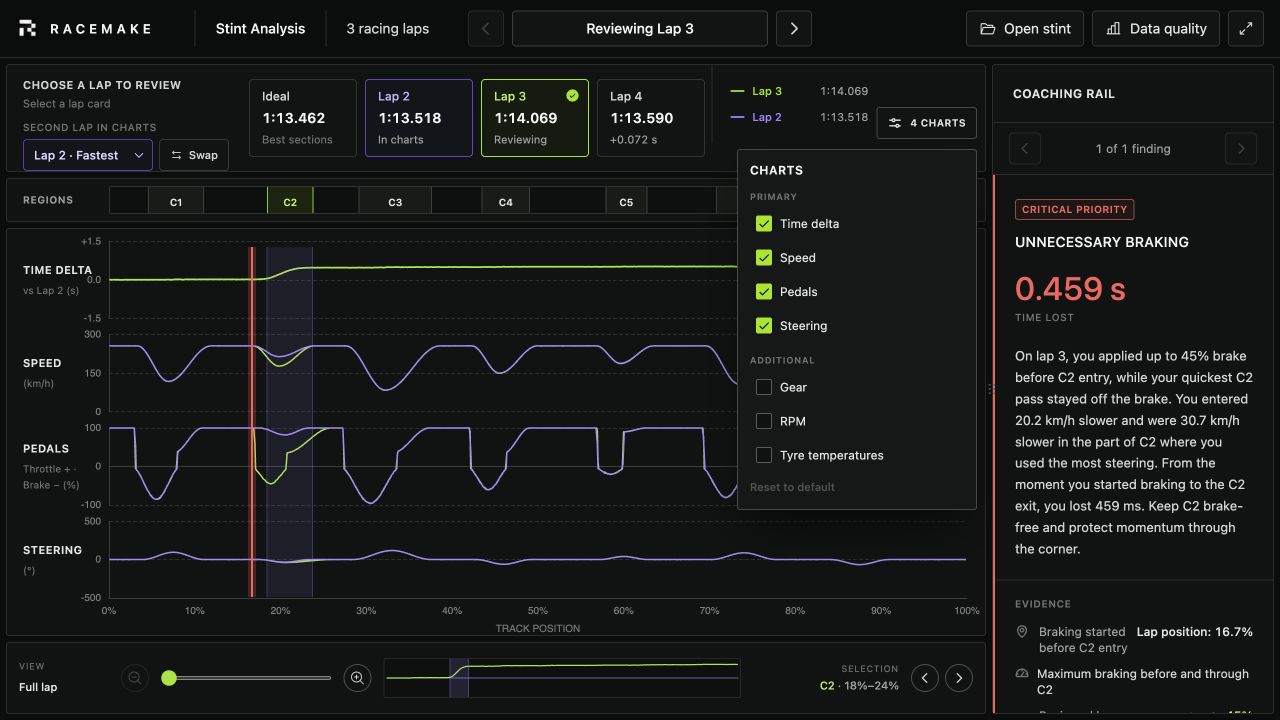 RACEMAKE
Stint Analysis
3 racing laps
Reviewing Lap 3
Open stint
Data quality
CHOOSE A LAP TO REVIEW
Select a lap card
SECOND LAP IN CHARTS
Lap 2 · Fastest
Swap
Ideal
1:13.462
Best sections
Lap 2
1:13.518
In charts
Lap 3
1:14.069
Reviewing
Lap 4
1:13.590
+0.072 s
Lap 3 1:14.069
Lap 2 1:13.518
4 CHARTS
CHARTS
PRIMARY
Time delta
Speed
Pedals
Steering
ADDITIONAL
Gear
RPM
Tyre temperatures
Reset to default
REGIONS
C1
C2
C3
C4
C5
TIME DELTA
vs Lap 2 (s)
+1.5
0.0
-1.5
SPEED
(km/h)
300
150
0
PEDALS
Throttle + ·
Brake − (%)
100
0
-100
STEERING
(°)
500
0
-500
0% 10% 20% 30% 40% 50% 60% 70% 80% 90% 100%
TRACK POSITION
VIEW
Full lap
SELECTION
C2 · 18%–24%
COACHING RAIL
1 of 1 finding
CRITICAL PRIORITY
UNNECESSARY BRAKING
0.459 s
TIME LOST
On lap 3, you applied up to 45% brake
before C2 entry, while your quickest C2
pass stayed off the brake. You entered
20.2 km/h slower and were 30.7 km/h
slower in the part of C2 where you
used the most steering. From the
moment you started braking to the C2
exit, you lost 459 ms. Keep C2 brake-
free and protect momentum through
the corner.
EVIDENCE
Braking started Lap position: 16.7%
before C2 entry
Maximum braking before and through
C2